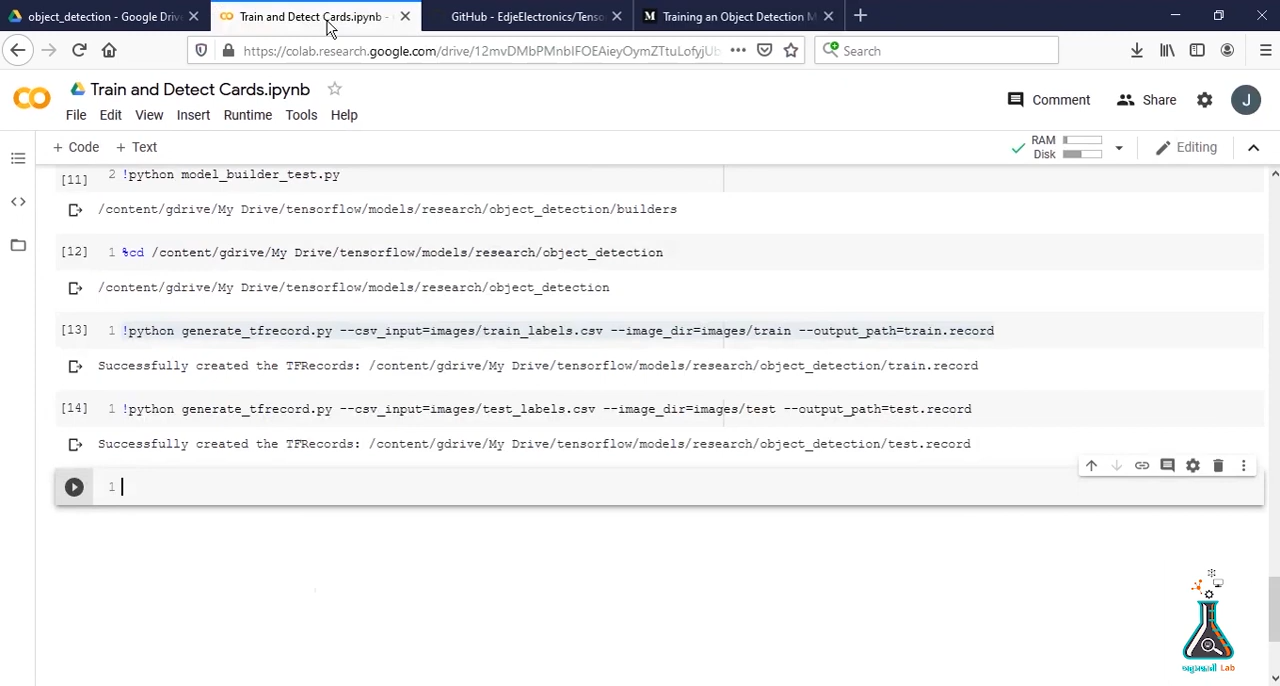 object_detection - Google Driv
Train and Detect Cards.ipynb -
GitHub - EdjeElectronics/Tenso
Training an Object Detection M
https://colab.research.google.com/drive/12mvDMbPMnbIFOEAieyOymZTtuLofyjUb
Search
Train and Detect Cards.ipynb
Comment
Share
J
File Edit View Insert Runtime Tools Help
+ Code + Text
RAM
Disk
Editing
[11] 2 !python model_builder_test.py
/content/gdrive/My Drive/tensorflow/models/research/object_detection/builders
[12] 1 %cd /content/gdrive/My Drive/tensorflow/models/research/object_detection
/content/gdrive/My Drive/tensorflow/models/research/object_detection
[13] 1 !python generate_tfrecord.py --csv_input=images/train_labels.csv --image_dir=images/train --output_path=train.record
Successfully created the TFRecords: /content/gdrive/My Drive/tensorflow/models/research/object_detection/train.record
[14] 1 !python generate_tfrecord.py --csv_input=images/test_labels.csv --image_dir=images/test --output_path=test.record
Successfully created the TFRecords: /content/gdrive/My Drive/tensorflow/models/research/object_detection/test.record
1
Lab